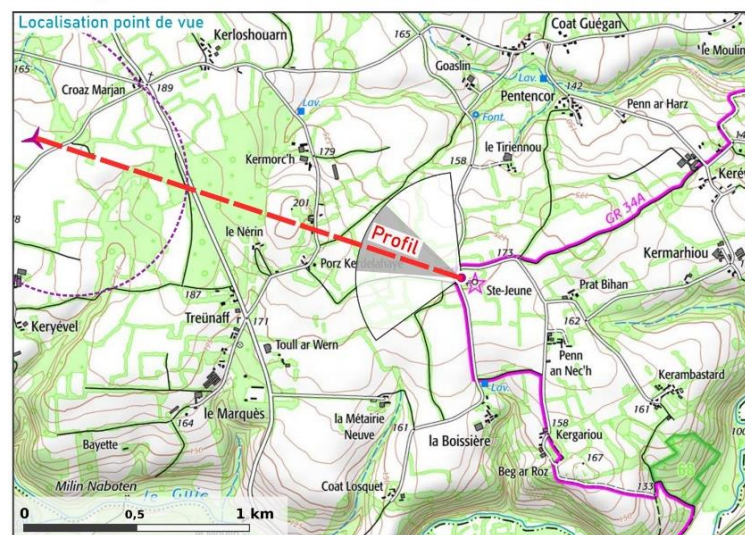 Localisation point de vue
Kerloshouarn
Coat Guégan
165
le Moulin
165
Croaz Marjan
189
Goaslin
Lav.
142
Pentencor
Penn ar Harz
Lav.
Font.
Kermorc'h
179
le Tiriennou
158
GR 34A
201
Profil
le Nérin
Porz Kerdelahaye
173
Kermarhiou
Ste-Jeune
Prat Bihan
187
Keryével
Treünaff
171
162
Toull ar Wern
Penn
an Nec'h
Kerambastard
Lav.
le Marquès
164
la Métairie
Neuve
161
158
161
la Boissière
Kergariou
Bayette
167
Beg ar Roz
68
Milin Naboten
Coat Losquet
133
le Guic
0
0,5
1 km